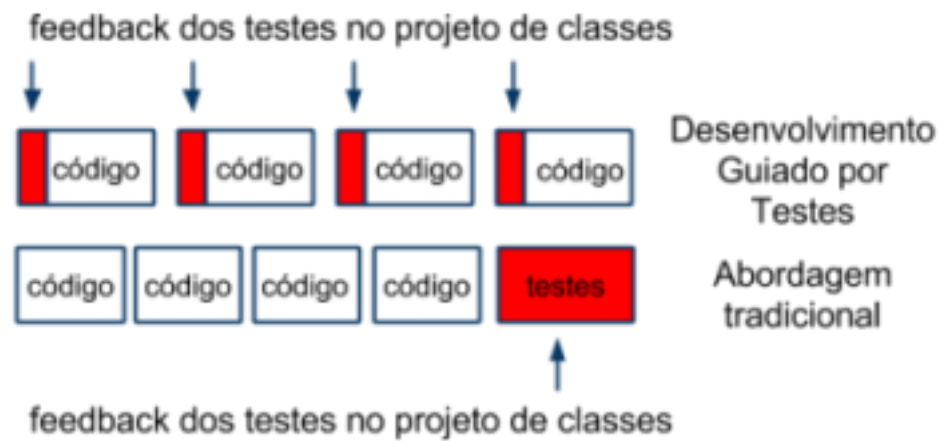 feedback dos testes no projeto de classes
código código código código
Desenvolvimento
Guiado por
Testes
código código código código testes
Abordagem
tradicional
feedback dos testes no projeto de classes